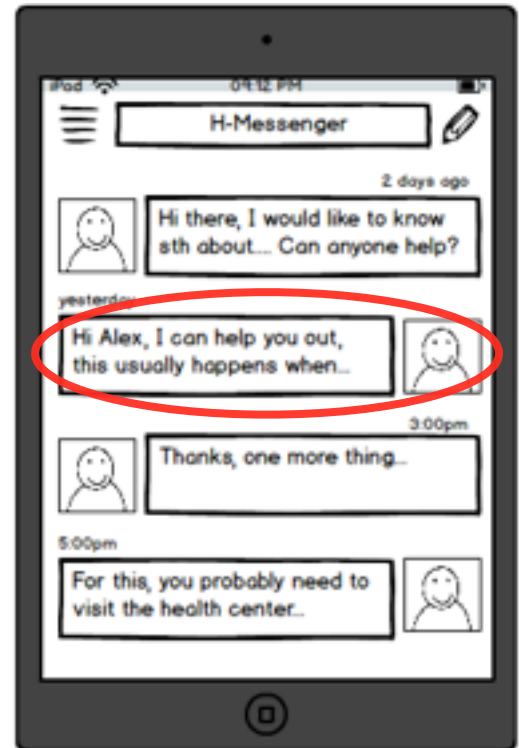 iPod 09:12 PM
H-Messenger
2 days ago
Hi there, I would like to know
sth about.... Can anyone help?
yesterday
Hi Alex, I can help you out,
this usually happens when...
3:00pm
Thanks, one more thing...
5:00pm
For this, you probably need to
visit the health center...